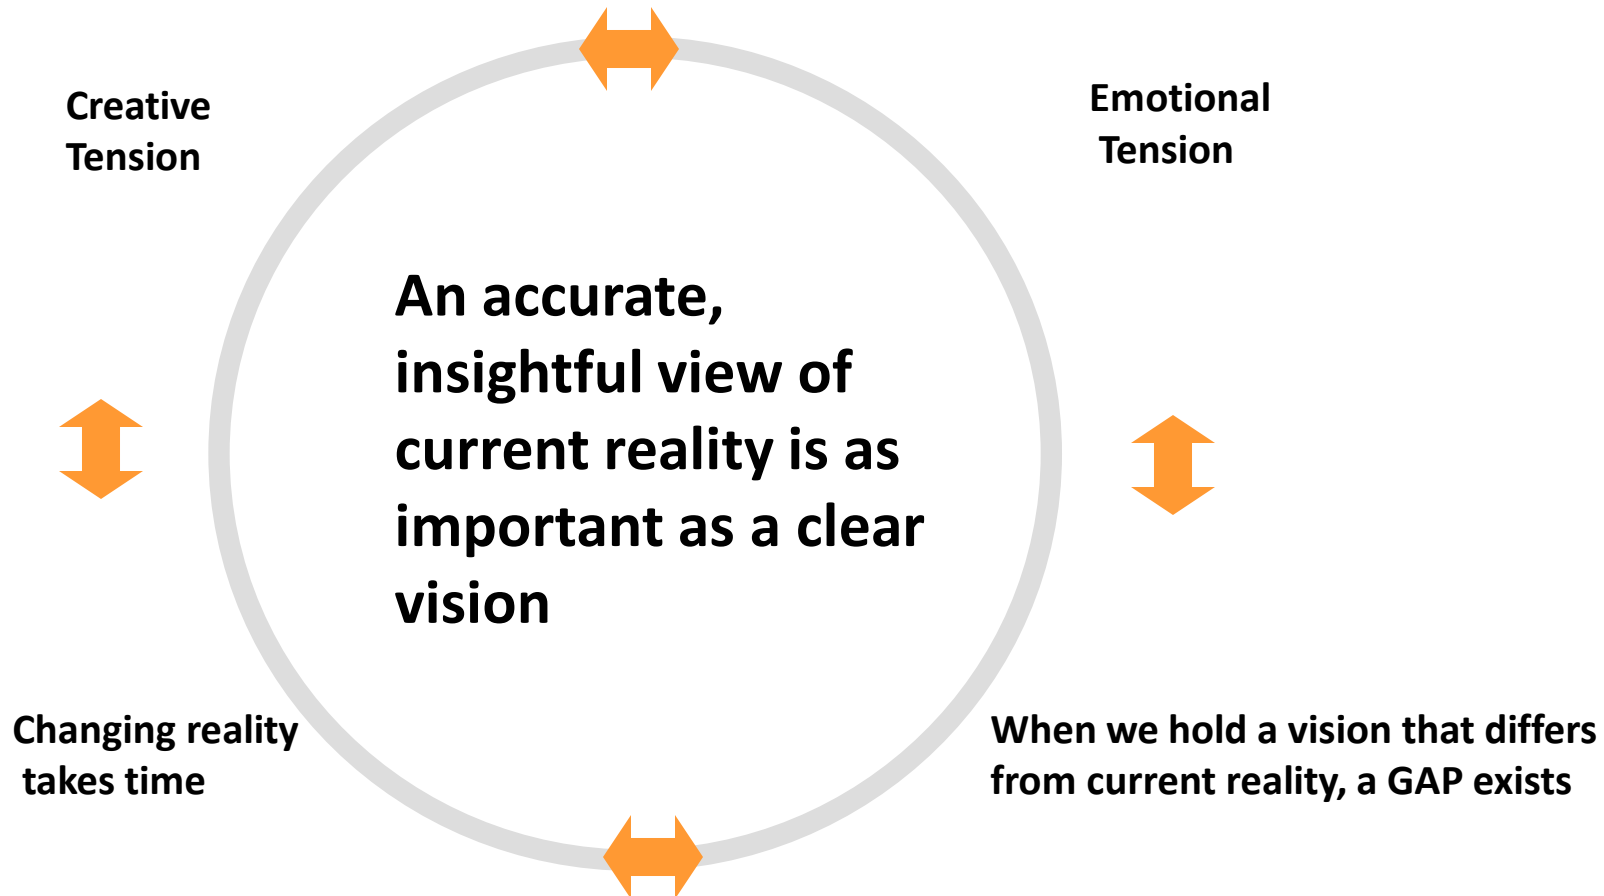 Creative
Tension
Emotional
Tension
An accurate,
insightful view of
current reality is as
important as a clear
vision
Changing reality
takes time
When we hold a vision that differs
from current reality, a GAP exists